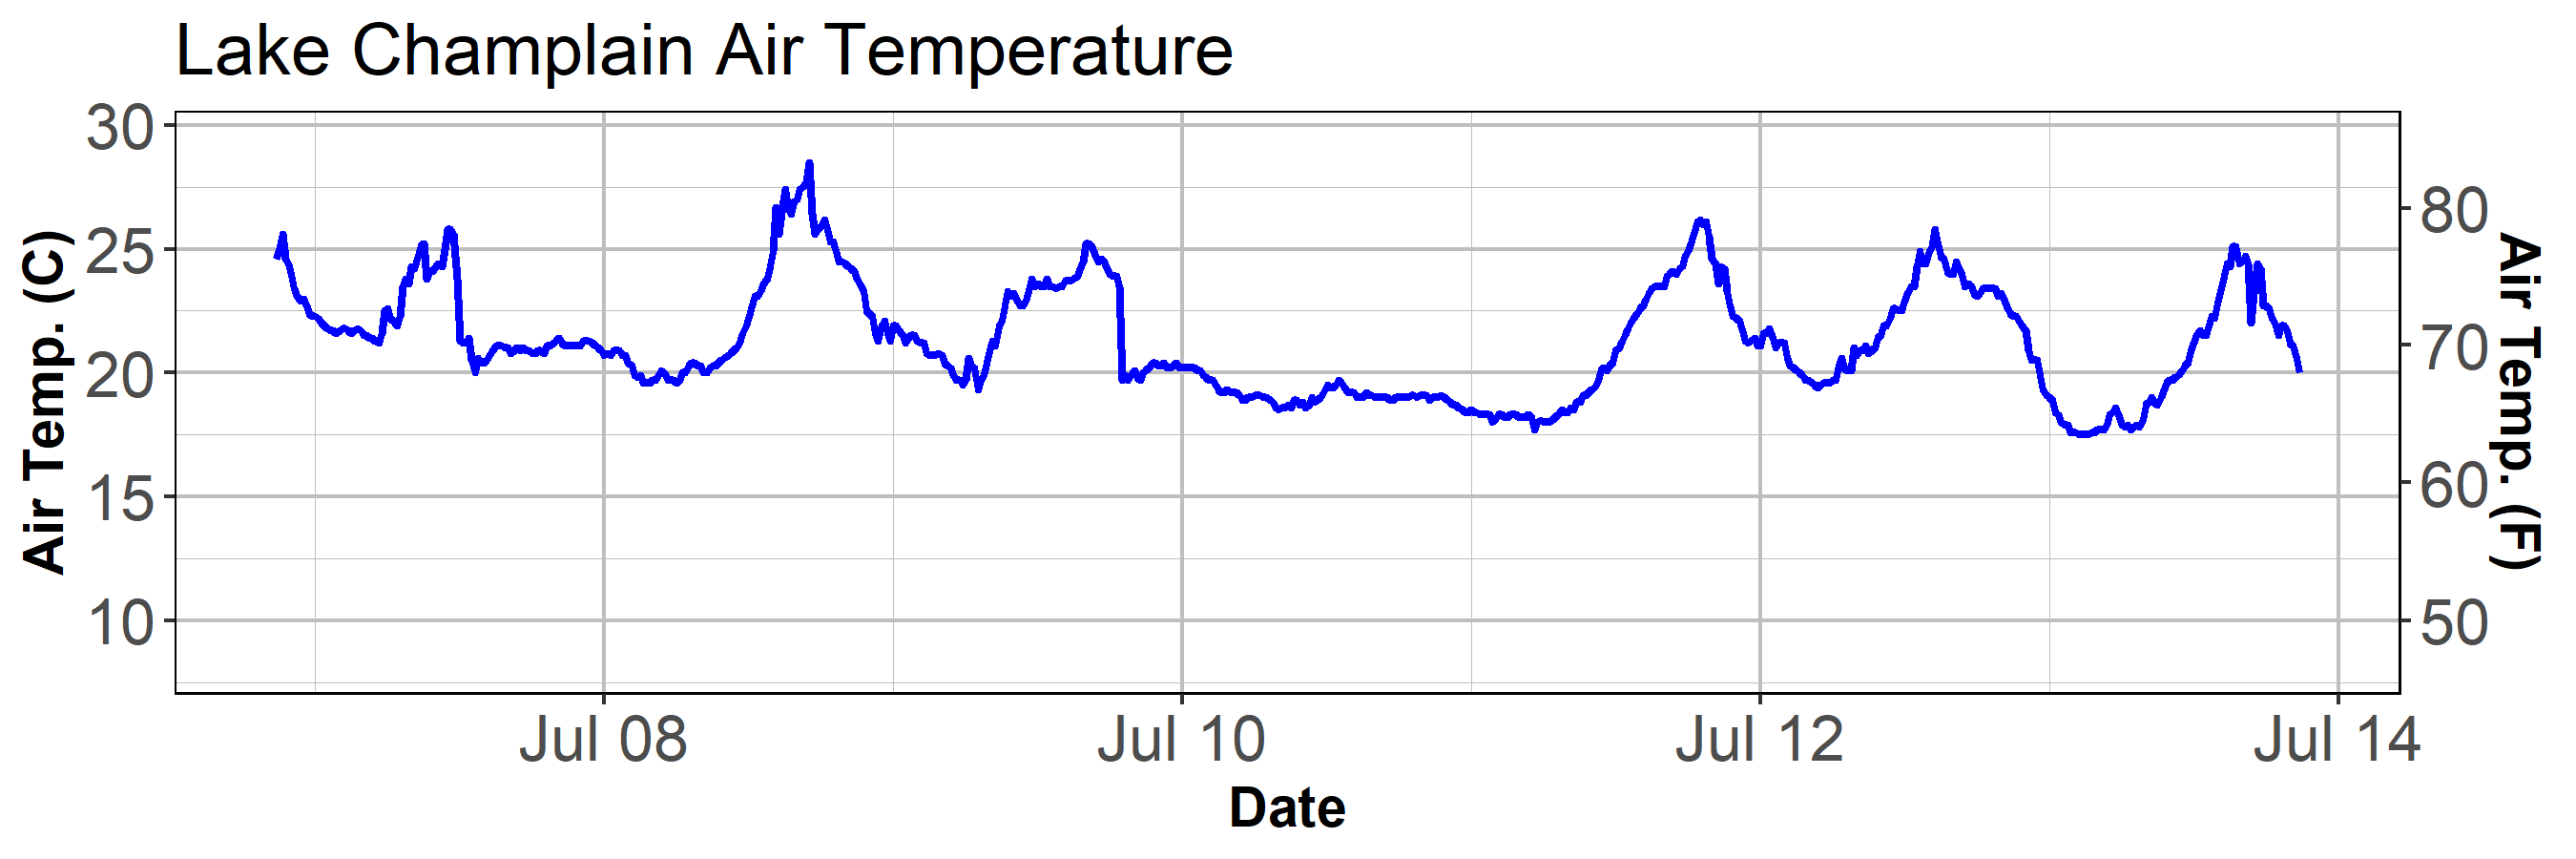 Lake Champlain Air Temperature
Air Temp. (C)
30
25
20
15
10
80
70
60
50
Air Temp. (F)
Jul 08 Jul 10 Jul 12 Jul 14
Date